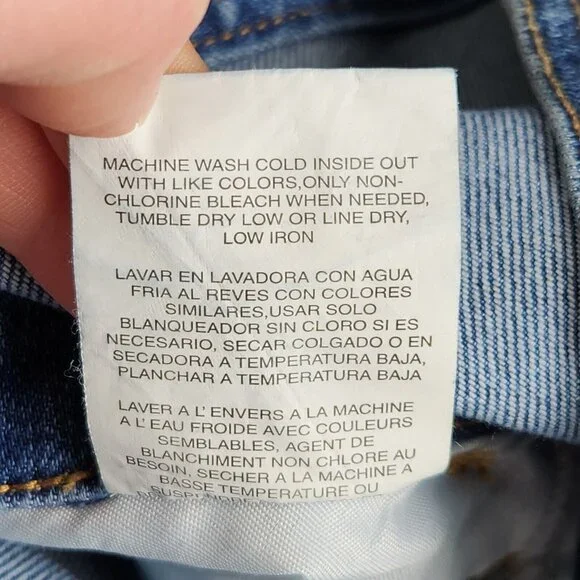 MACHINE WASH COLD INSIDE OUT
WITH LIKE COLORS,ONLY NON-
CHLORINE BLEACH WHEN NEEDED,
TUMBLE DRY LOW OR LINE DRY,
LOW IRON
LAVAR EN LAVADORA CON AGUA
FRIA AL REVES CON COLORES
SIMILARES,USAR SOLO
BLANQUEADOR SIN CLORO SI ES
NECESARIO, SECAR COLGADO O EN
SECADORA A TEMPERATURA BAJA,
PLANCHAR A TEMPERATURA BAJA
LAVER A L'ENVERS A LA MACHINE
A L'EAU FROIDE AVEC COULEURS
SEMBLABLES, AGENT DE
BLANCHIMENT NON CHLORE AU
BESOIN, SECHER A LA MACHINE A
BASSE TEMPERATURE OU